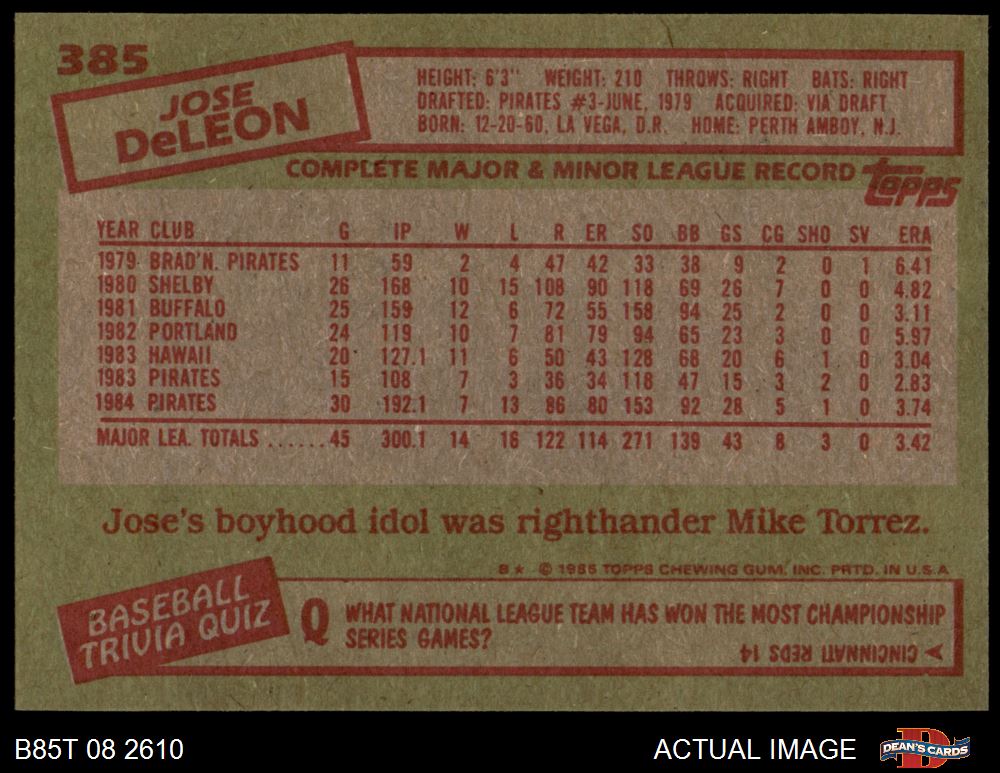 385
JOSE
DeLEON
HEIGHT: 6'3" WEIGHT: 210 THROWS: RIGHT BATS: RIGHT
DRAFTED: PIRATES #3-JUNE, 1979 ACQUIRED: VIA DRAFT
BORN: 12-20-60, LA VEGA, D.R. HOME: PERTH AMBOY, N.J.
COMPLETE MAJOR & MINOR LEAGUE RECORD topps
YEAR CLUB G IP W L R ER SO BB GS CG SHO SV ERA
1979 BRAD'N. PIRATES 11 59 2 4 47 42 33 38 9 2 0 1 6.41
1980 SHELBY 26 168 10 15 108 90 118 69 26 7 0 0 4.82
1981 BUFFALO 25 159 12 6 72 55 158 94 25 2 0 0 3.11
1982 PORTLAND 24 119 10 7 81 79 94 65 23 3 0 0 5.97
1983 HAWAII 20 127.1 11 6 50 43 128 68 20 6 1 0 3.04
1983 PIRATES 15 108 7 3 36 34 118 47 15 3 2 0 2.83
1984 PIRATES 30 192.1 7 13 86 80 153 92 28 5 1 0 3.74
MAJOR LEA. TOTALS ......45 300.1 14 16 122 114 271 139 43 8 3 0 3.42
Jose's boyhood idol was righthander Mike Torrez.
B* © 1985 TOPPS CHEWING GUM, INC. PRTD. IN U.S.A.
BASEBALL
TRIVIA QUIZ
Q WHAT NATIONAL LEAGUE TEAM HAS WON THE MOST CHAMPIONSHIP
SERIES GAMES?
CINCINNATI REDS 14
B85T 08 2610
ACTUAL IMAGE
D
DEAN'S CARDS